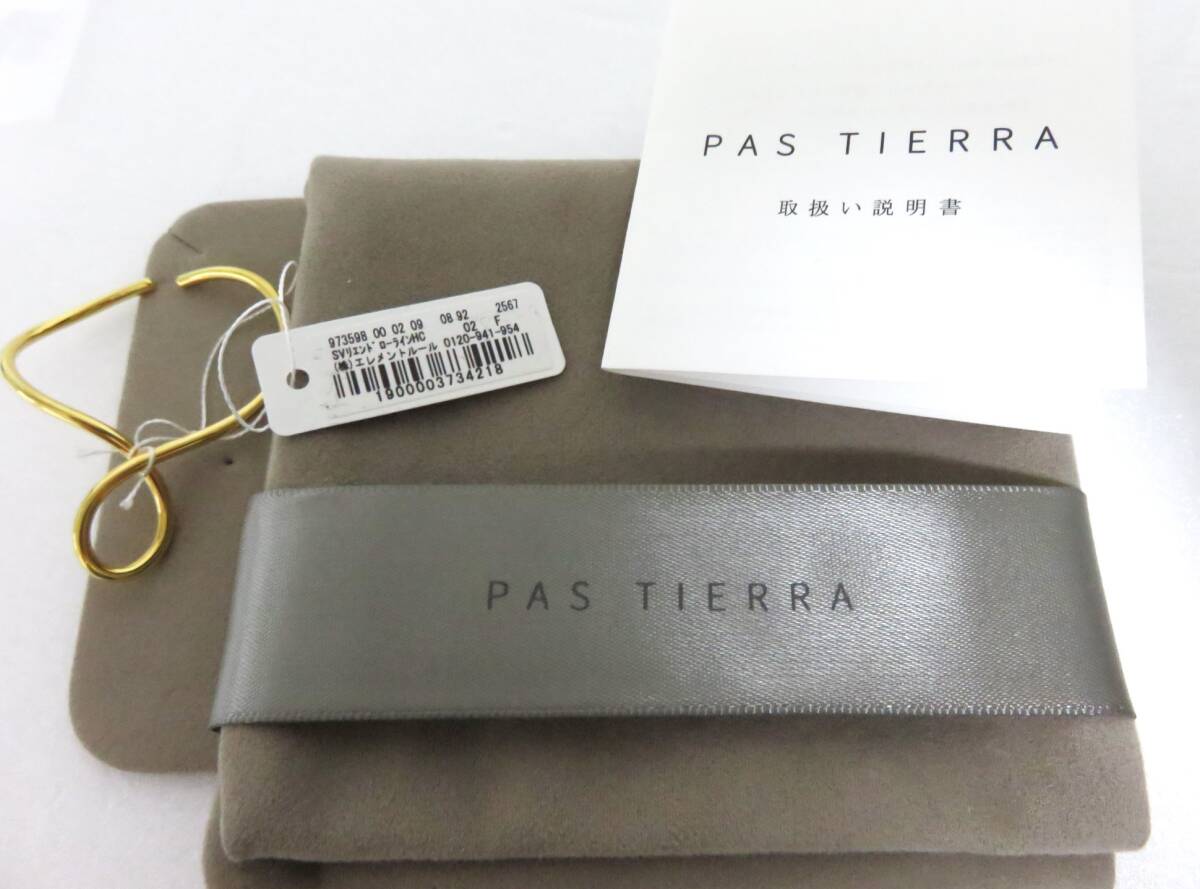 PAS TIERRA
取扱い説明書
973598 00 02 09 08 92 2567
SVリエンド ローラインHC 02 F
(株)エレメントルール 0120-941-954
1900003734218
PAS TIERRA